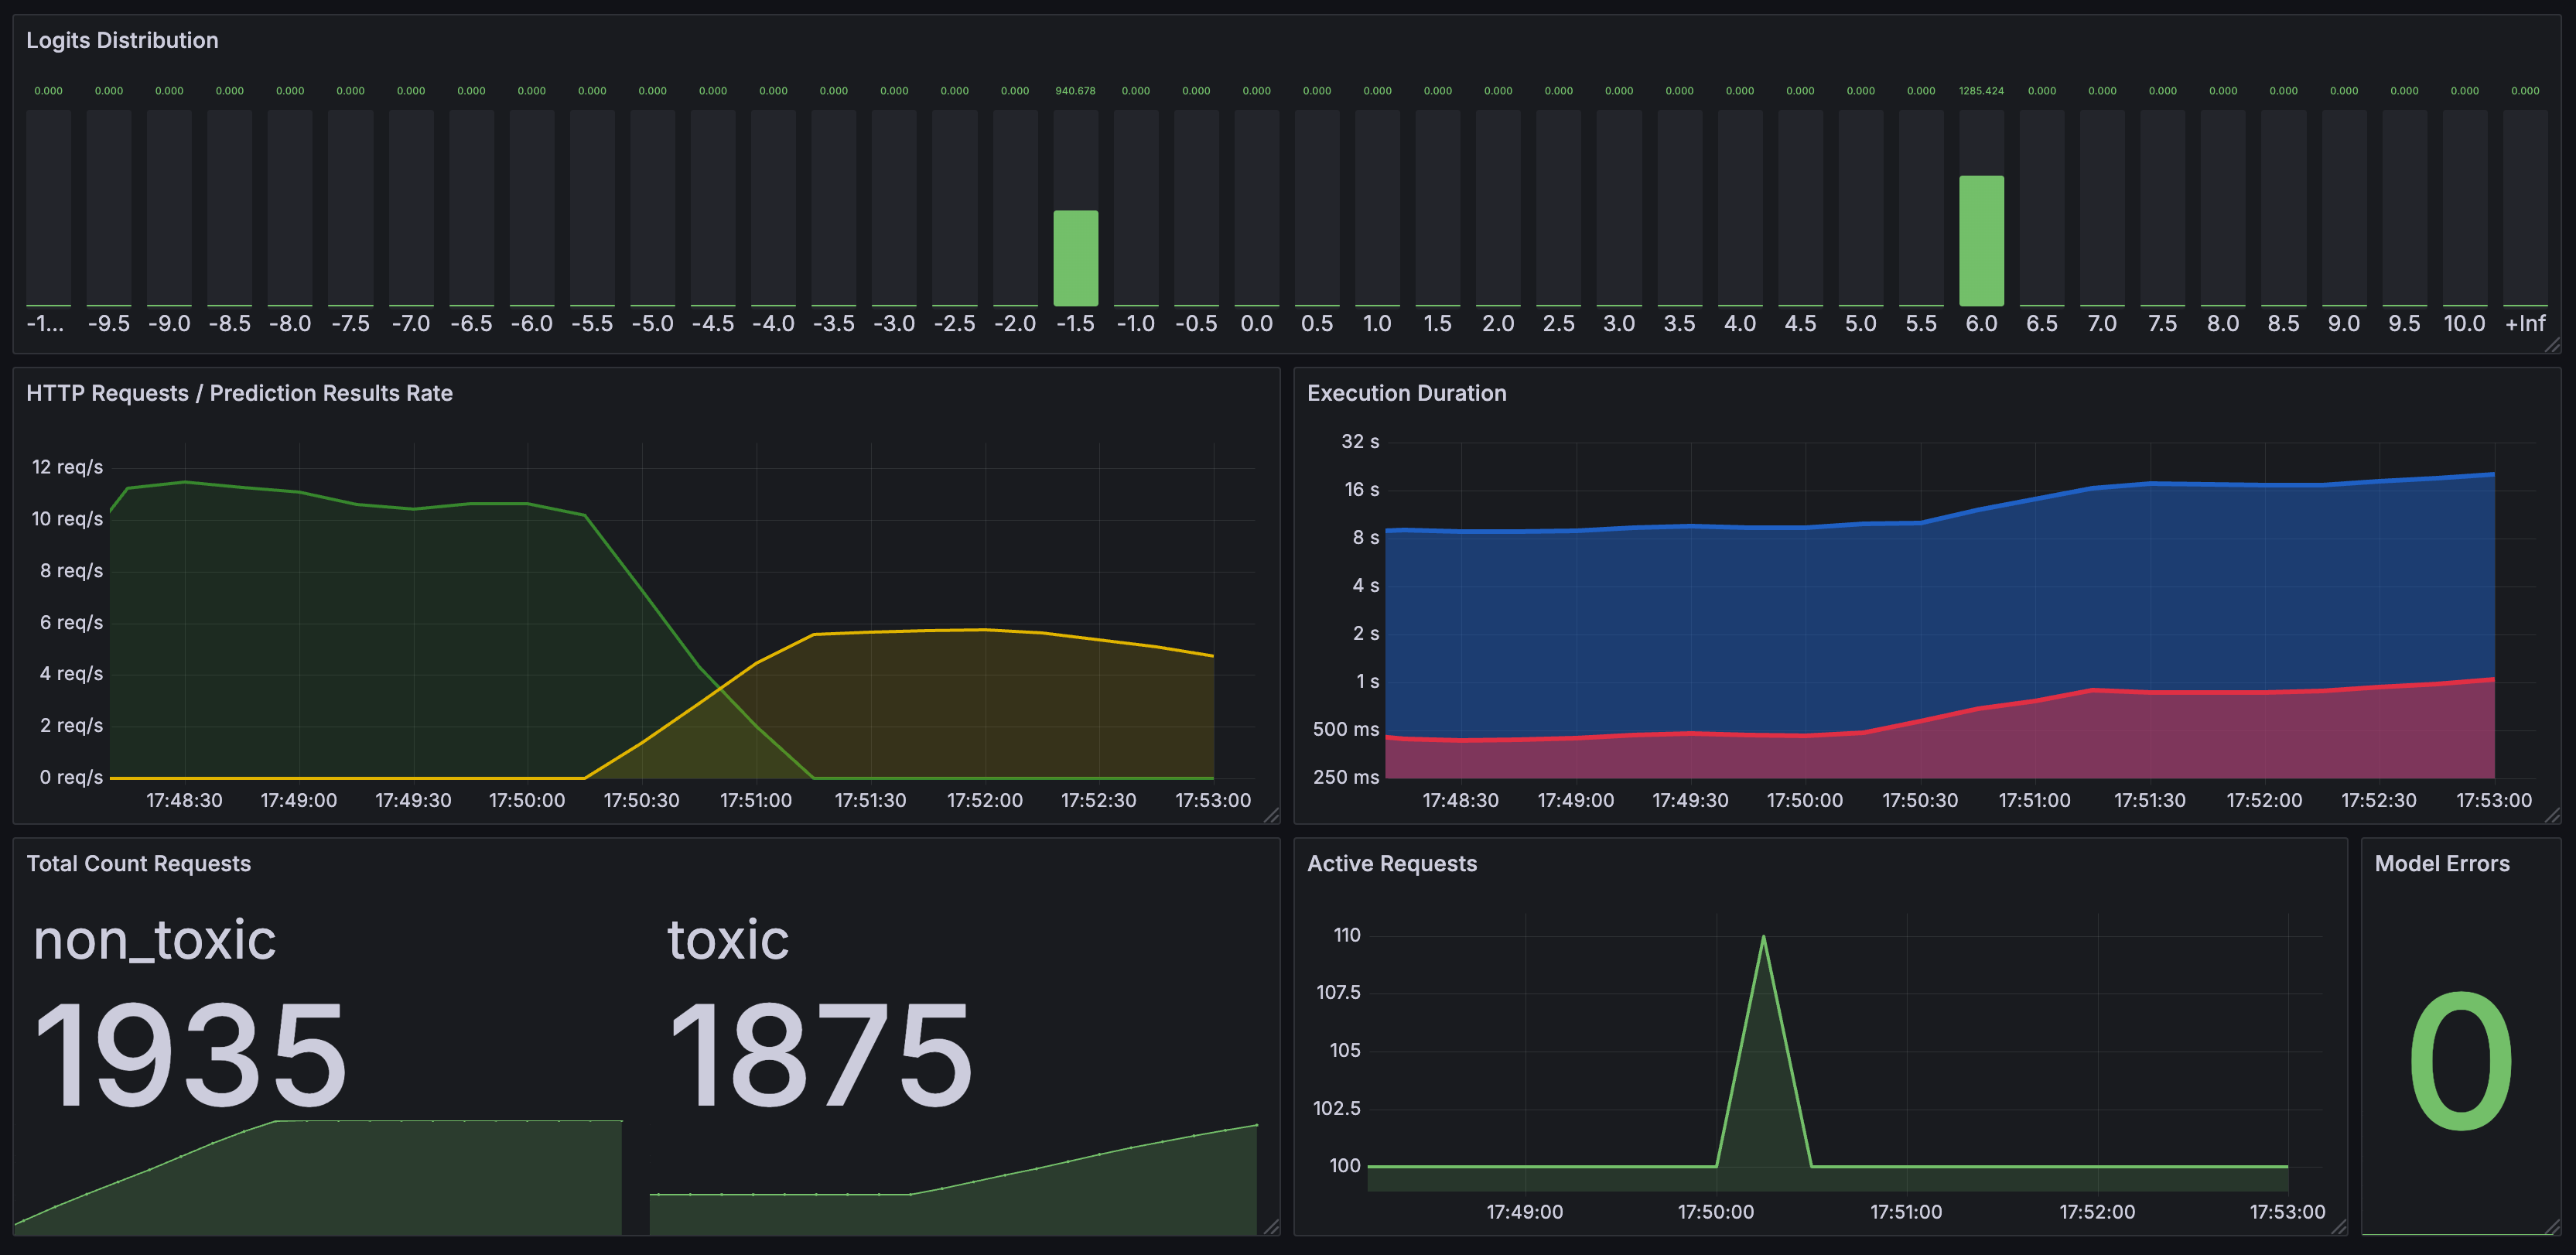 Logits Distribution
0.000 0.000 0.000 0.000 0.000 0.000 0.000 0.000 0.000 0.000 0.000 0.000 0.000 0.000 0.000 0.000 0.000 940.678 0.000 0.000 0.000 0.000 0.000 0.000 0.000 0.000 0.000 0.000 0.000 0.000 0.000 0.000 1285.424 0.000 0.000 0.000 0.000 0.000 0.000 0.000 0.000 0.000
-1... -9.5 -9.0 -8.5 -8.0 -7.5 -7.0 -6.5 -6.0 -5.5 -5.0 -4.5 -4.0 -3.5 -3.0 -2.5 -2.0 -1.5 -1.0 -0.5 0.0 0.5 1.0 1.5 2.0 2.5 3.0 3.5 4.0 4.5 5.0 5.5 6.0 6.5 7.0 7.5 8.0 8.5 9.0 9.5 10.0 +Inf
HTTP Requests / Prediction Results Rate
12 req/s
10 req/s
8 req/s
6 req/s
4 req/s
2 req/s
0 req/s
17:48:30 17:49:00 17:49:30 17:50:00 17:50:30 17:51:00 17:51:30 17:52:00 17:52:30 17:53:00
Execution Duration
32 s
16 s
8 s
4 s
2 s
1 s
500 ms
250 ms
17:48:30 17:49:00 17:49:30 17:50:00 17:50:30 17:51:00 17:51:30 17:52:00 17:52:30 17:53:00
Total Count Requests
non_toxic toxic
1935 1875
Active Requests
110
107.5
105
102.5
100
17:49:00 17:50:00 17:51:00 17:52:00 17:53:00
Model Errors
0